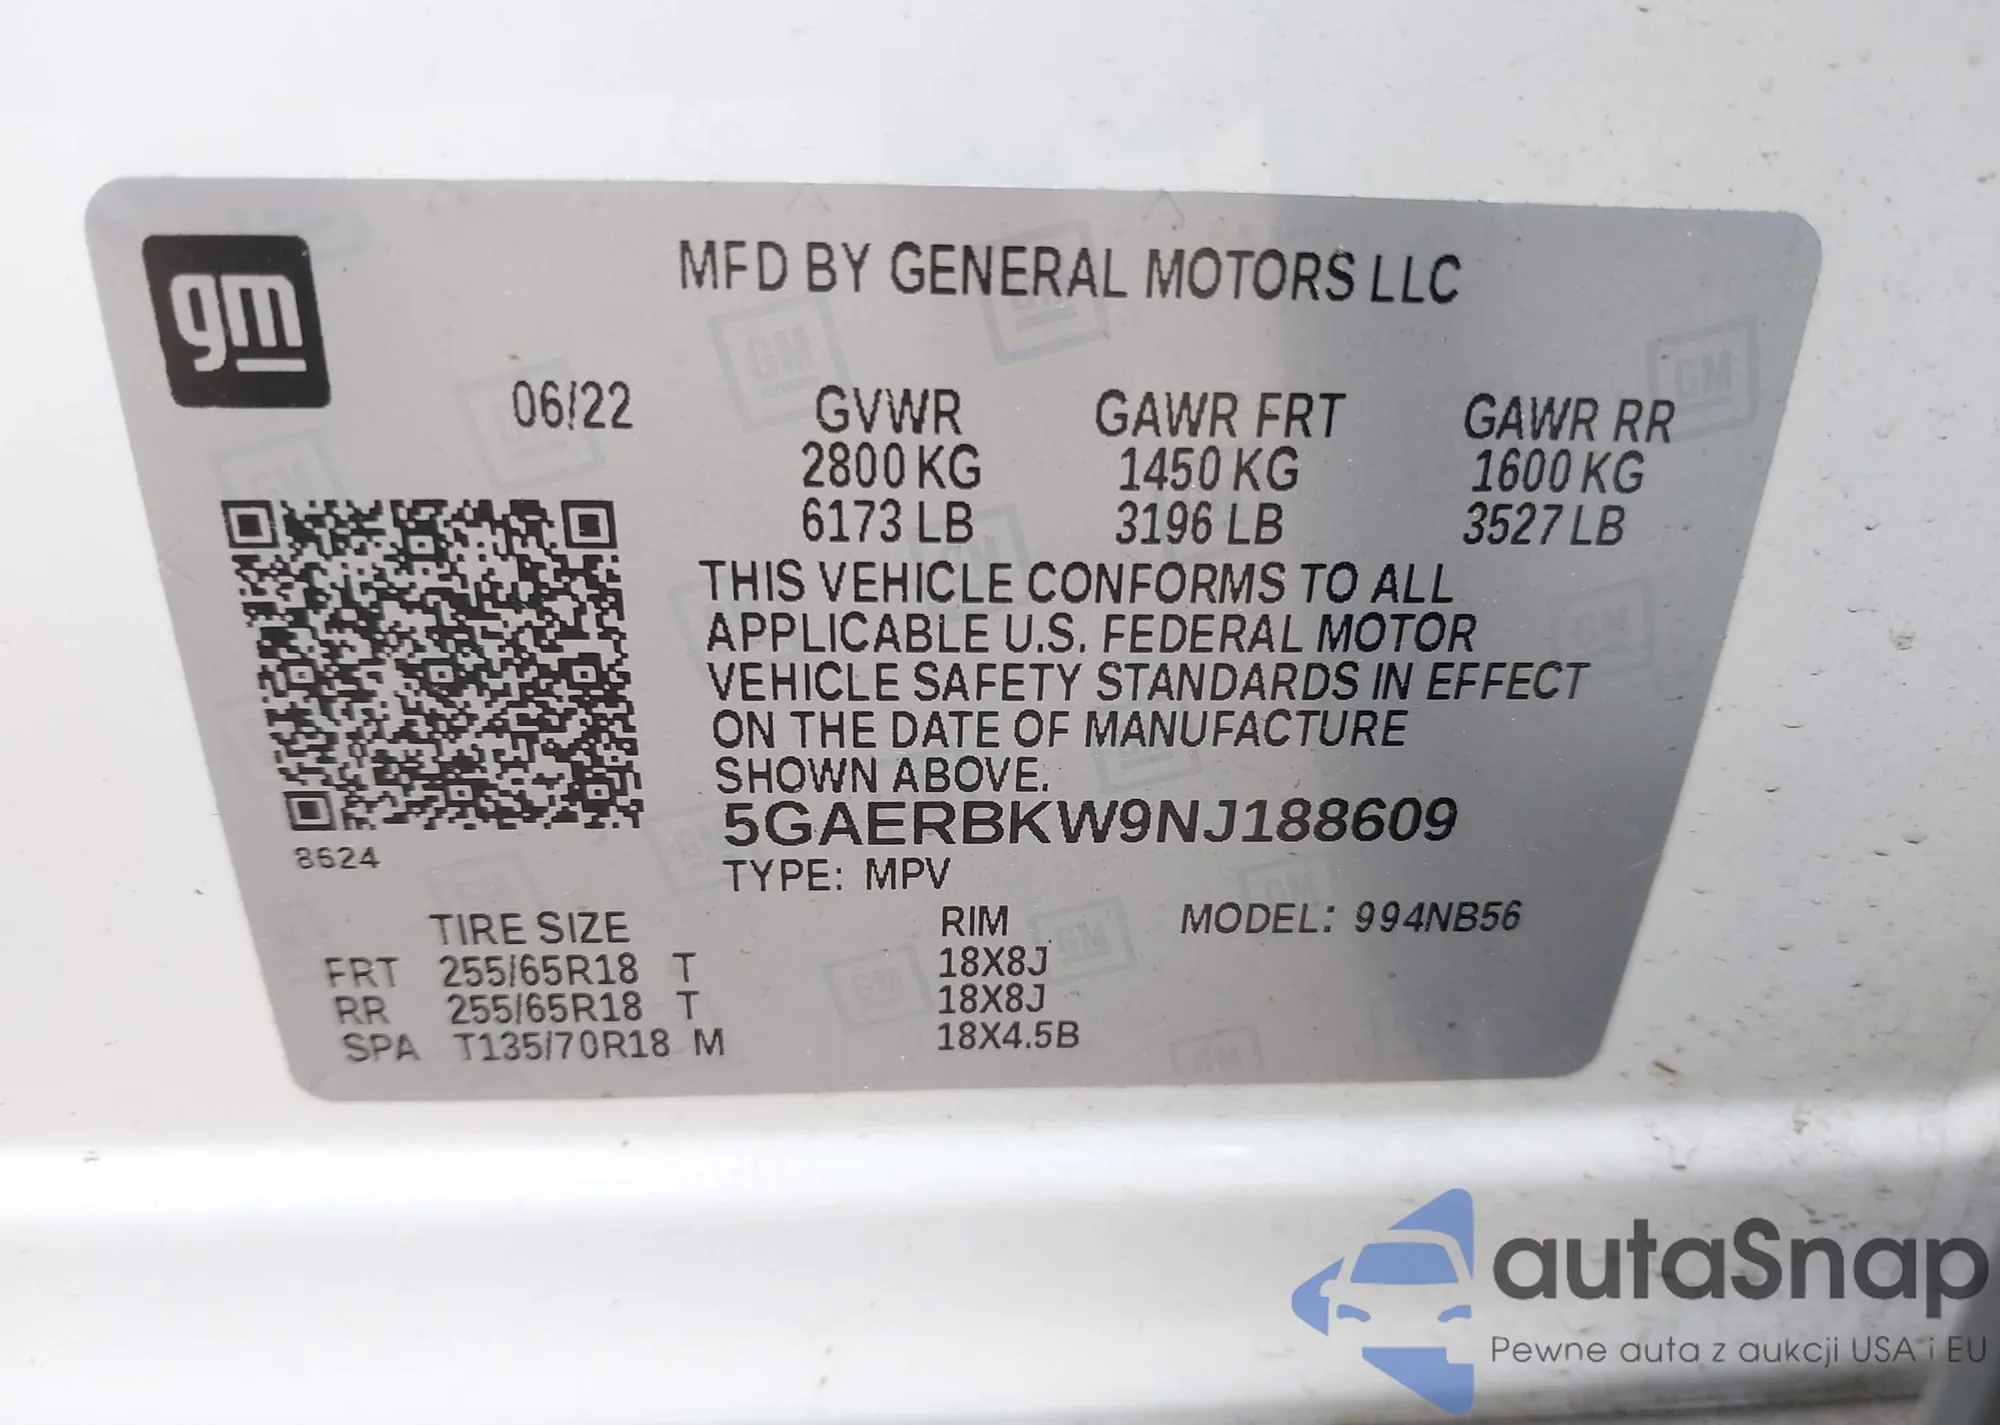 gm
MFD BY GENERAL MOTORS LLC
06/22 GVWR GAWR FRT GAWR RR
2800 KG 1450 KG 1600 KG
6173 LB 3196 LB 3527 LB
THIS VEHICLE CONFORMS TO ALL
APPLICABLE U.S. FEDERAL MOTOR
VEHICLE SAFETY STANDARDS IN EFFECT
ON THE DATE OF MANUFACTURE
SHOWN ABOVE.
5GAERBKW9NJ188609
8624
TYPE: MPV
TIRE SIZE RIM MODEL: 994NB56
FRT 255/65R18 T 18X8J
RR 255/65R18 T 18X8J
SPA T135/70R18 M 18X4.5B
autaSnap
Pewne auta z aukcji USA i EU